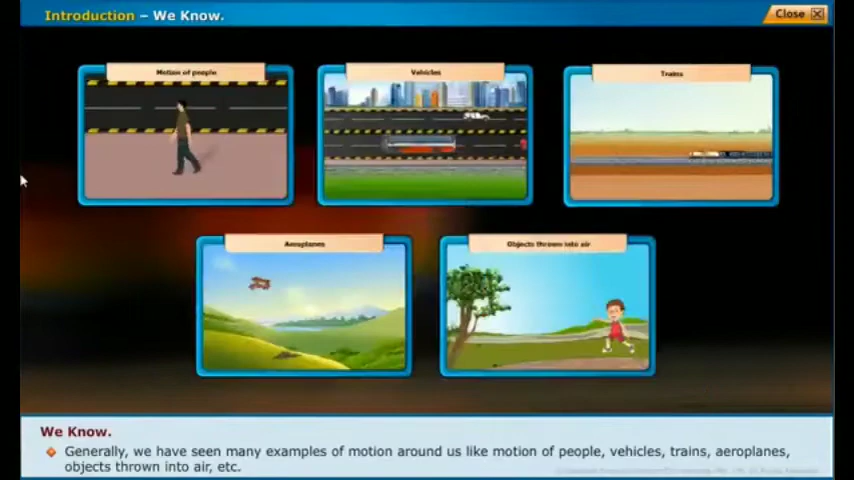 Introduction – We Know.
Close
Motion of people
Vehicles
Trains
Aeroplanes
Objects thrown into air
We Know.
Generally, we have seen many examples of motion around us like motion of people, vehicles, trains, aeroplanes,
objects thrown into air, etc.